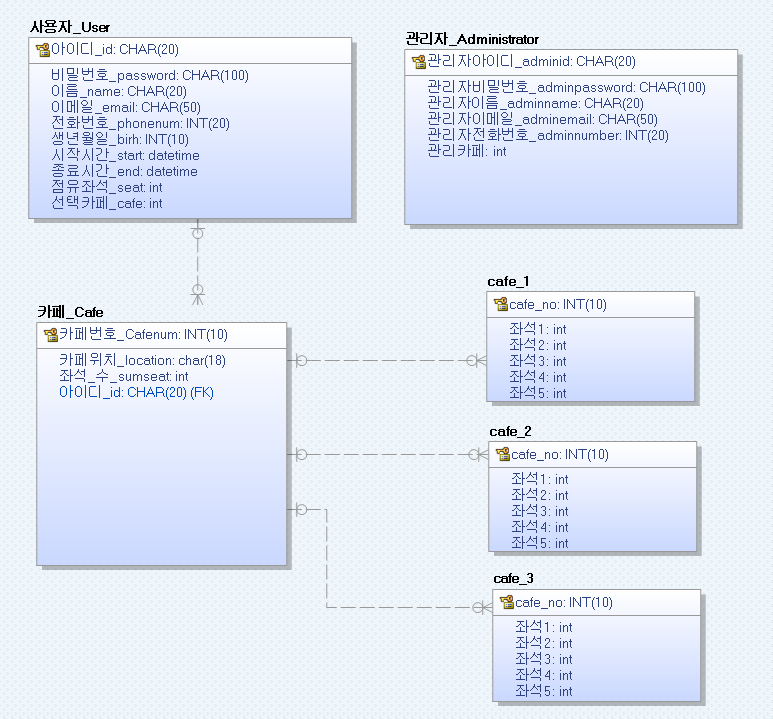 사용자_User
아이디_id: CHAR(20)
비밀번호_password: CHAR(100)
이름_name: CHAR(20)
이메일_email: CHAR(50)
전화번호_phonenum: INT(20)
생년월일_birh: INT(10)
시작시간_start: datetime
종료시간_end: datetime
점유좌석_seat: int
선택카페_cafe: int
관리자_Administrator
관리자아이디_adminid: CHAR(20)
관리자비밀번호_adminpassword: CHAR(100)
관리자이름_adminname: CHAR(20)
관리자이메일_adminemail: CHAR(50)
관리자전화번호_adminnumber: INT(20)
관리카페: int
카페_Cafe
카페번호_Cafenum: INT(10)
카페위치_location: char(18)
좌석_수_sumseat: int
아이디_id: CHAR(20) (FK)
cafe_1
cafe_no: INT(10)
좌석1: int
좌석2: int
좌석3: int
좌석4: int
좌석5: int
cafe_2
cafe_no: INT(10)
좌석1: int
좌석2: int
좌석3: int
좌석4: int
좌석5: int
cafe_3
cafe_no: INT(10)
좌석1: int
좌석2: int
좌석3: int
좌석4: int
좌석5: int